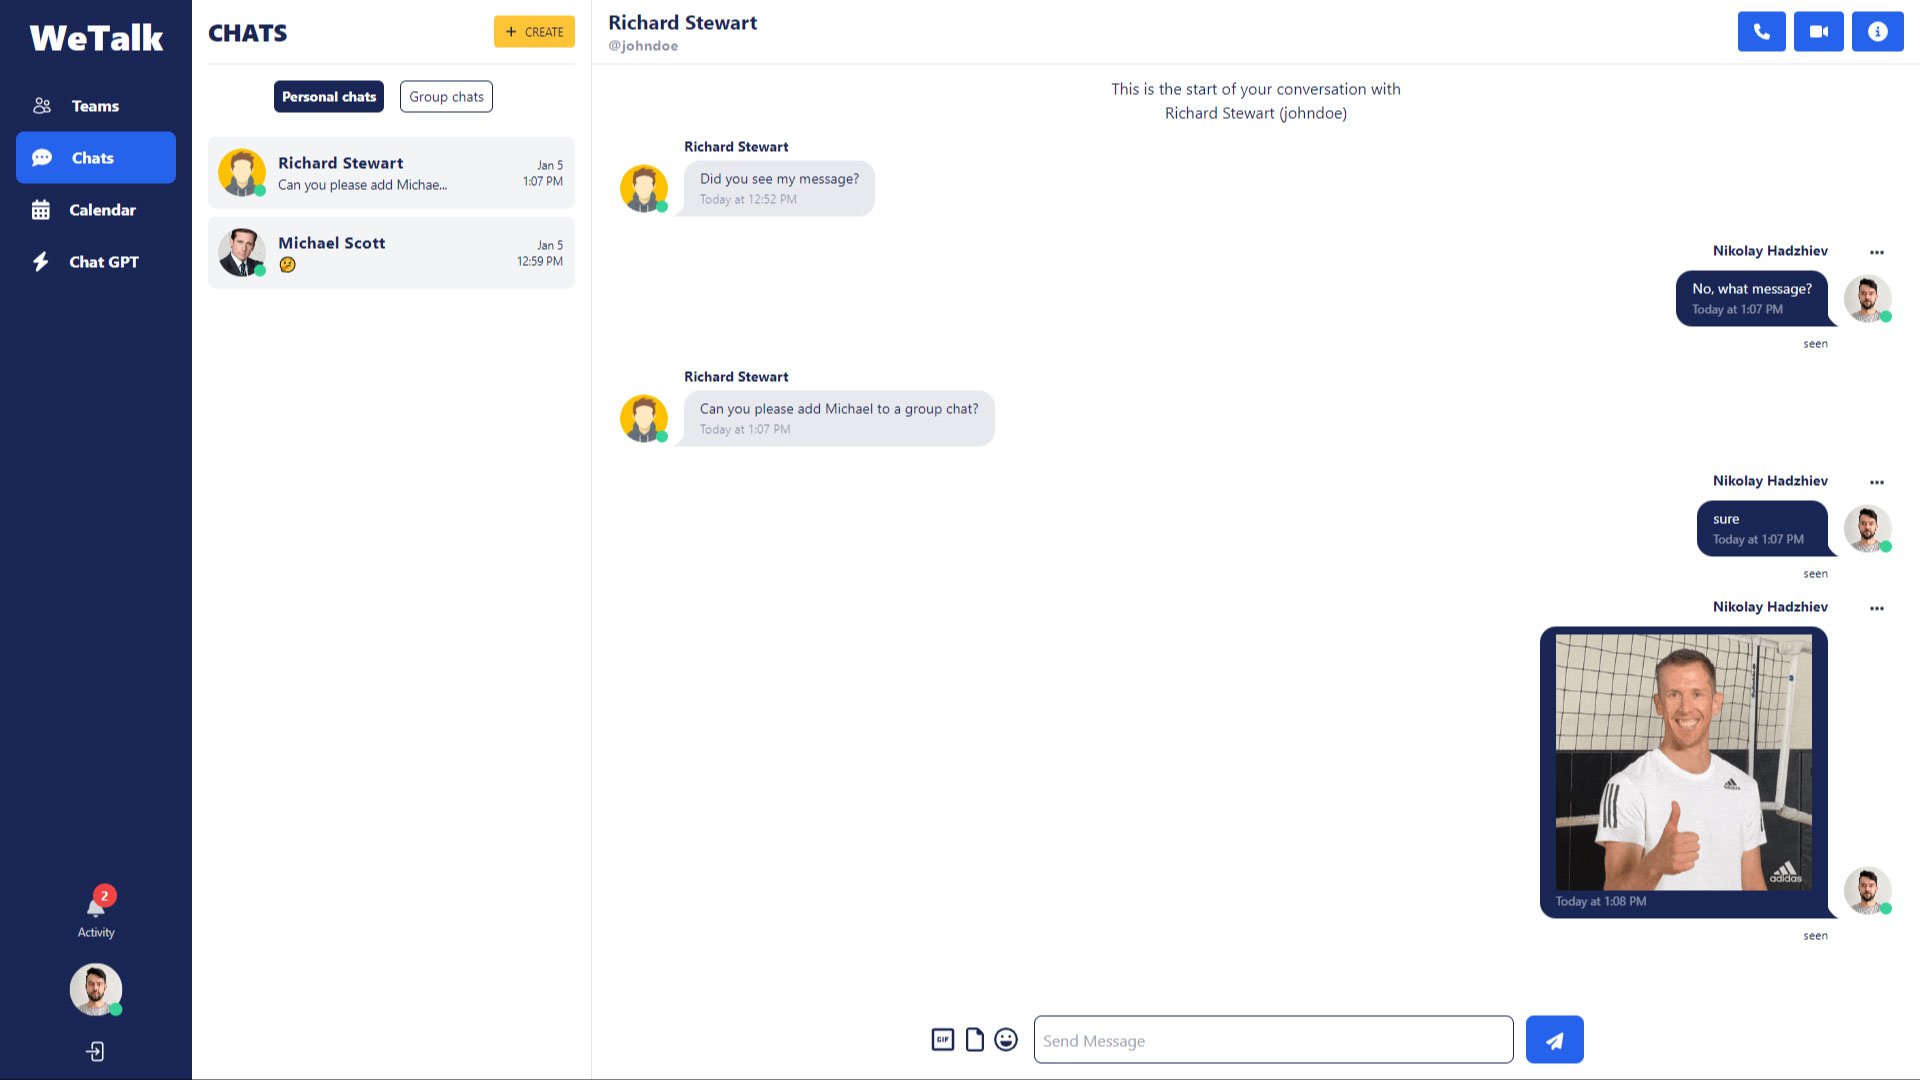 WeTalk
Teams
Chats
Calendar
Chat GPT
2
Activity
CHATS
+ CREATE
Personal chats
Group chats
Richard Stewart
Can you please add Michae...
Jan 5
1:07 PM
Michael Scott
Jan 5
12:59 PM
Richard Stewart
@johndoe
This is the start of your conversation with
Richard Stewart (johndoe)
Richard Stewart
Did you see my message?
Today at 12:52 PM
Nikolay Hadzhiev
No, what message?
Today at 1:07 PM
seen
Richard Stewart
Can you please add Michael to a group chat?
Today at 1:07 PM
Nikolay Hadzhiev
sure
Today at 1:07 PM
seen
Nikolay Hadzhiev
adidas
adidas
Today at 1:08 PM
seen
GIF
Send Message